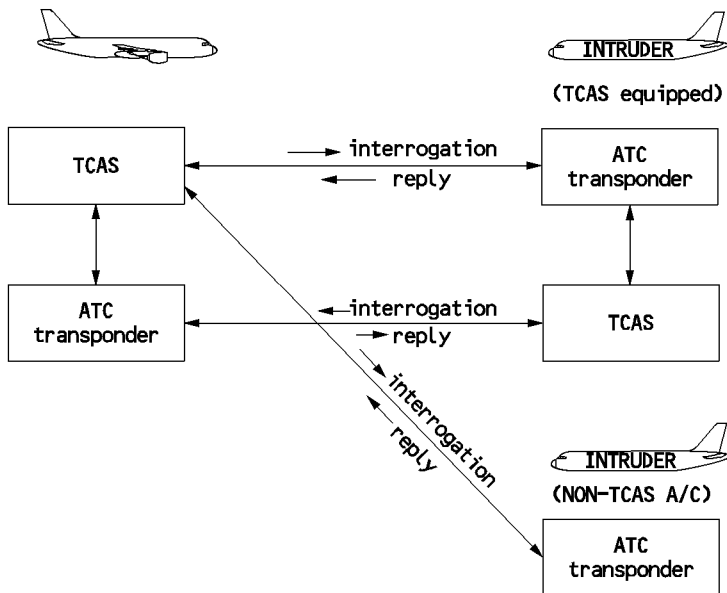 INTRUDER
(TCAS equipped)
TCAS
interrogation
reply
ATC
transponder
ATC
transponder
interrogation
reply
TCAS
interrogation
reply
INTRUDER
(NON-TCAS A/C)
ATC
transponder